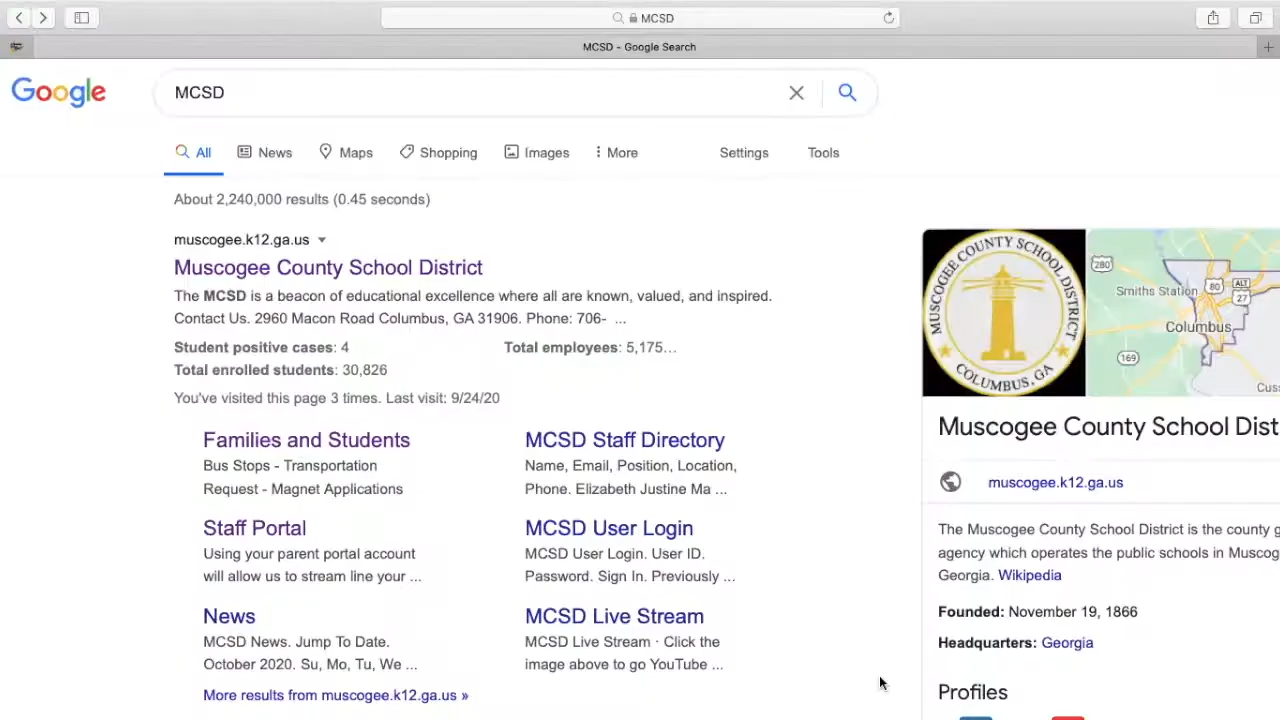 MCSD
MCSD - Google Search
Google
MCSD
All
News
Maps
Shopping
Images
More
Settings
Tools
About 2,240,000 results (0.45 seconds)
muscogee.k12.ga.us
Muscogee County School District
The MCSD is a beacon of educational excellence where all are known, valued, and inspired.
Contact Us. 2960 Macon Road Columbus, GA 31906. Phone: 706- ...
Student positive cases: 4
Total employees: 5,175...
Total enrolled students: 30,826
You've visited this page 3 times. Last visit: 9/24/20
Families and Students
Bus Stops - Transportation
Request - Magnet Applications
MCSD Staff Directory
Name, Email, Position, Location,
Phone. Elizabeth Justine Ma ...
Staff Portal
Using your parent portal account
will allow us to stream line your ...
MCSD User Login
MCSD User Login. User ID.
Password. Sign In. Previously ...
News
MCSD News. Jump To Date.
October 2020. Su, Mo, Tu, We ...
MCSD Live Stream
MCSD Live Stream · Click the
image above to go YouTube ...
More results from muscogee.k12.ga.us »
MUSCOGEE COUNTY SCHOOL DISTRICT
COLUMBUS, GA
280
Smiths Station
80
ALT
27
Columbus
169
Cuss
Muscogee County School Dist
muscogee.k12.ga.us
The Muscogee County School District is the county g
agency which operates the public schools in Muscog
Georgia. Wikipedia
Founded: November 19, 1866
Headquarters: Georgia
Profiles